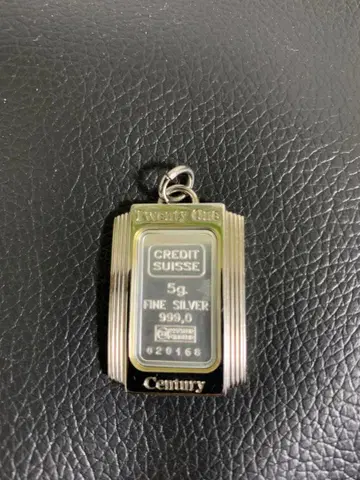 Twenty One
CREDIT
SUISSE
5g
FINE SILVER
999,0
020166
Century